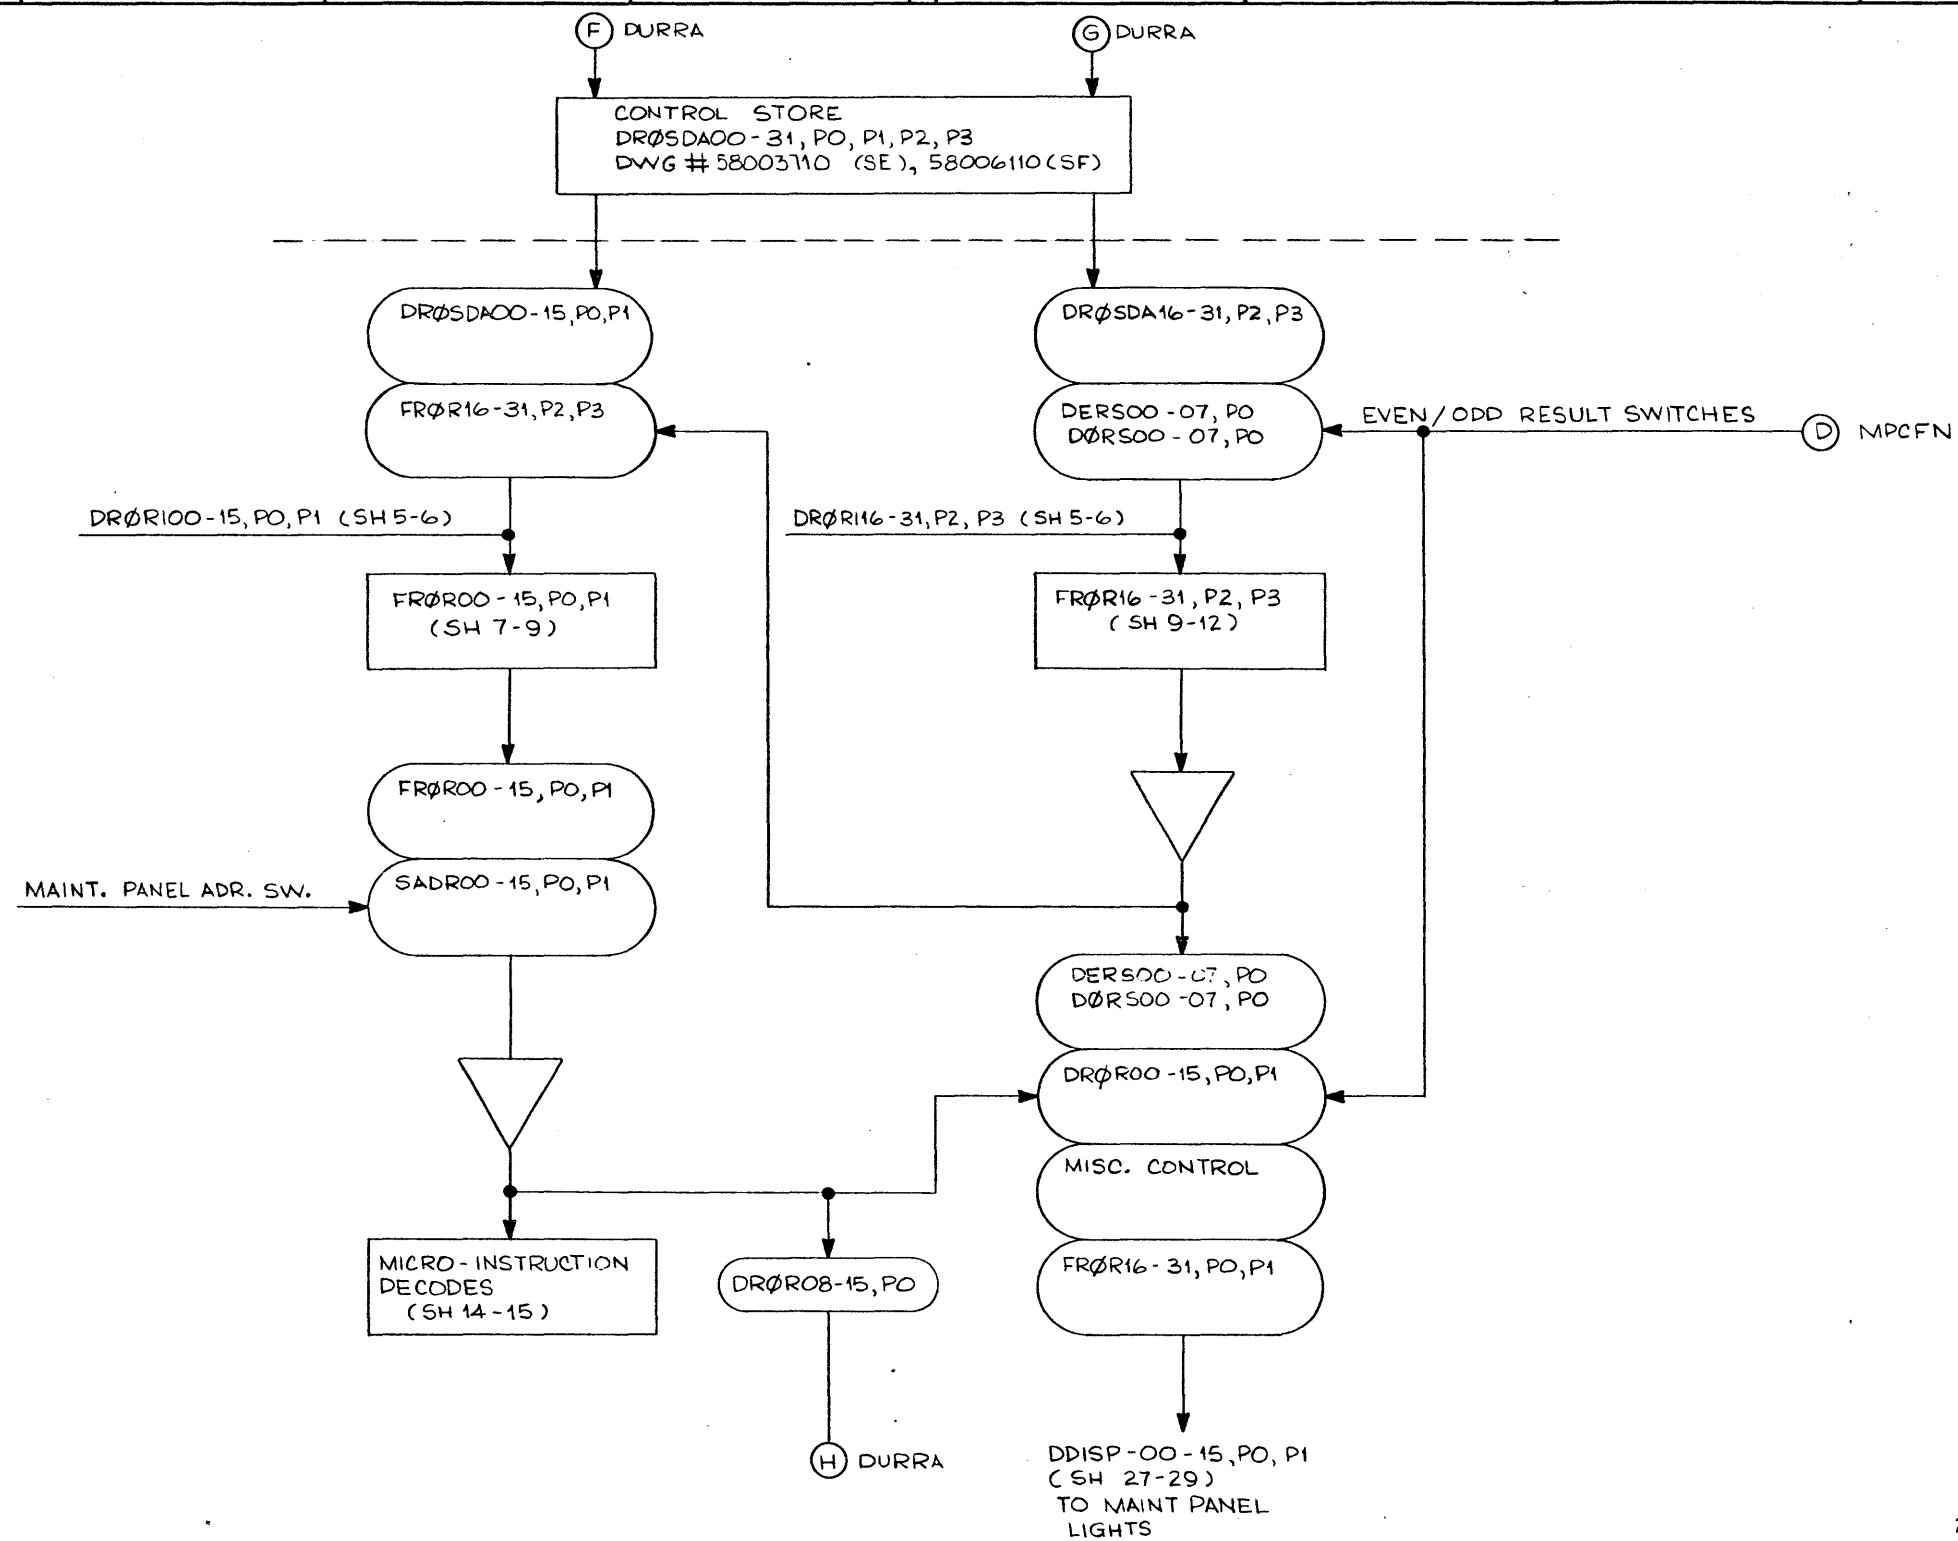 F DURRA
G DURRA
CONTROL STORE
DRØSDA00-31, P0, P1, P2, P3
DWG # 58003710 (SE), 58006110 (SF)
DRØSDA00-15, P0, P1
DRØSDA16-31, P2, P3
FRØR16-31, P2, P3
DERS00-07, P0
DØRS00-07, P0
EVEN/ODD RESULT SWITCHES
D MPCFN
DRØRI00-15, P0, P1 (SH 5-6)
DRØRI16-31, P2, P3 (SH 5-6)
FRØR00-15, P0, P1
(SH 7-9)
FRØR16-31, P2, P3
(SH 9-12)
FRØR00-15, P0, P1
SADR00-15, P0, P1
MAINT. PANEL ADR. SW.
DERS00-07, P0
DØRS00-07, P0
DRØR00-15, P0, P1
MISC. CONTROL
FRØR16-31, P0, P1
MICRO-INSTRUCTION
DECODES
(SH 14-15)
DRØR08-15, P0
H DURRA
DDISP-00-15, P0, P1
(SH 27-29)
TO MAINT PANEL
LIGHTS